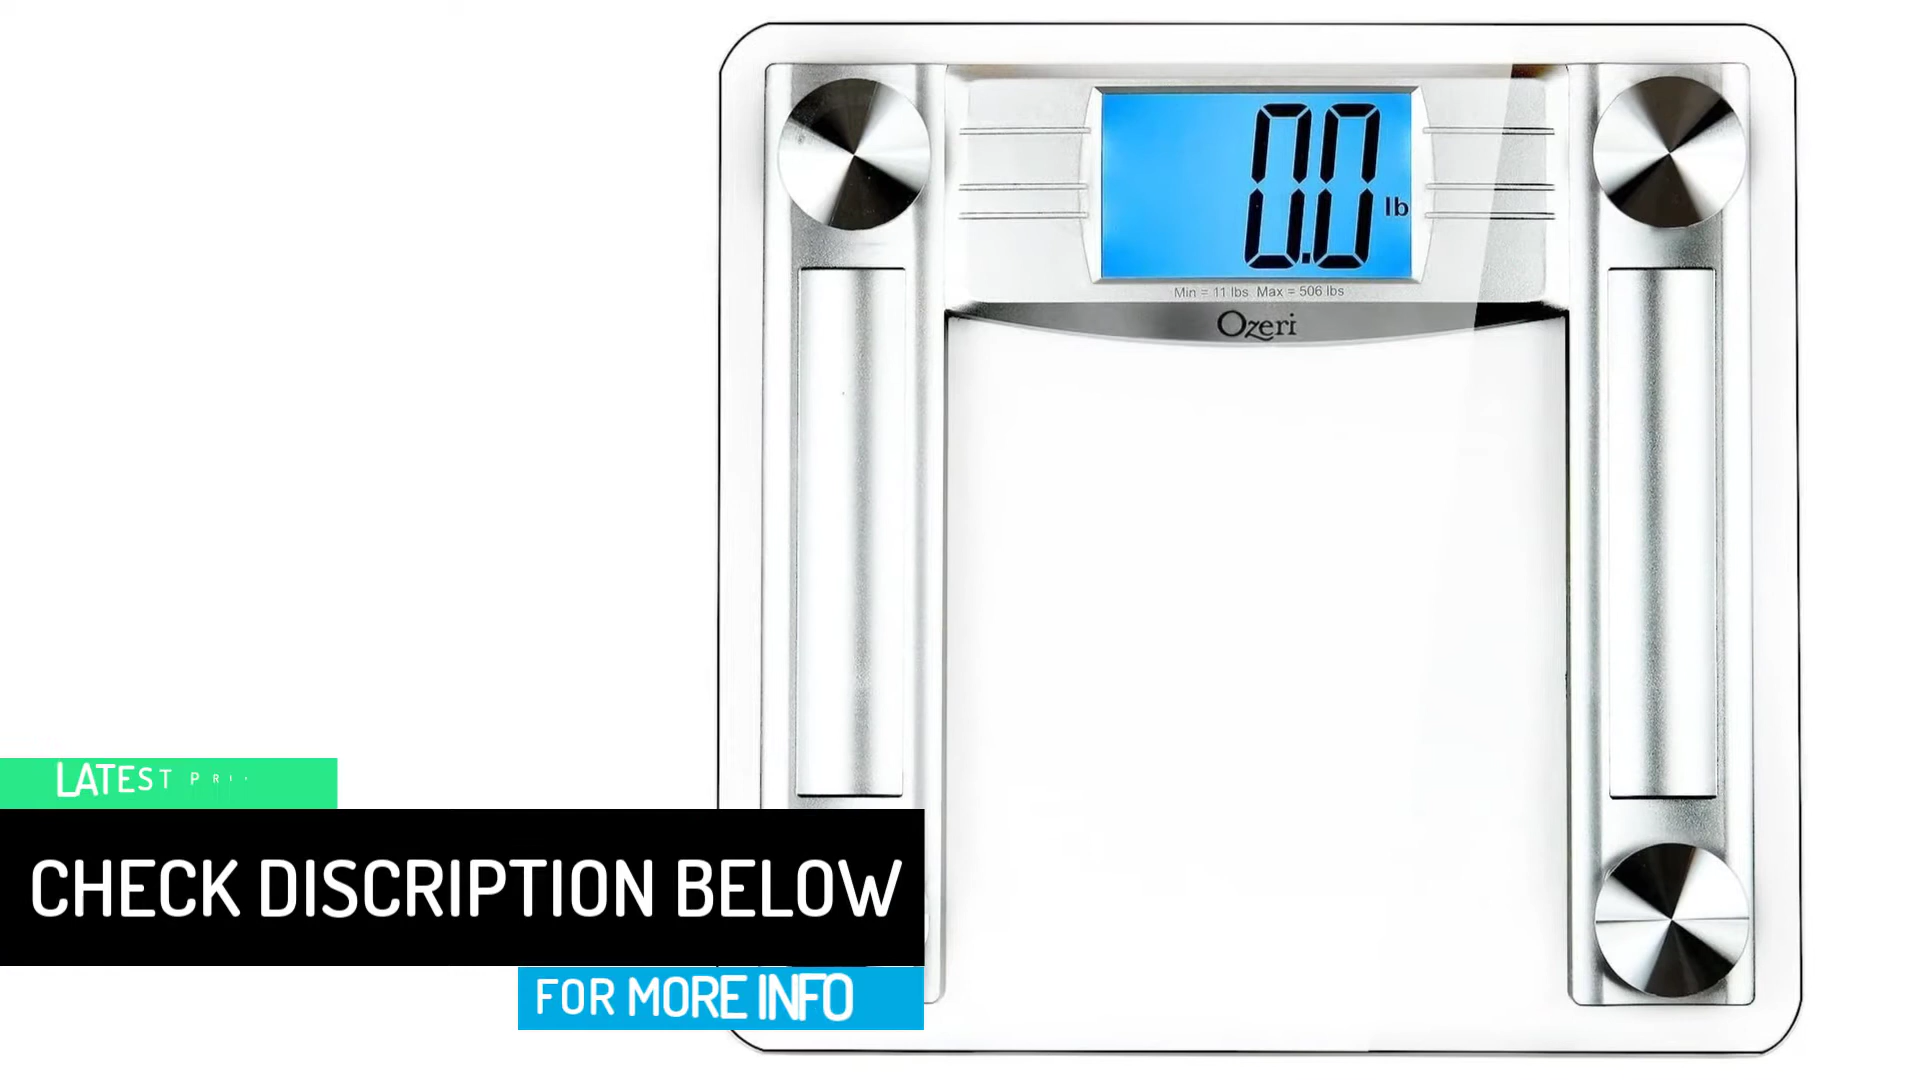 0.0 lb
Min = 11 lbs Max = 506 lbs
Ozeri
LATEST
CHECK DISCRIPTION BELOW
FOR MORE INFO